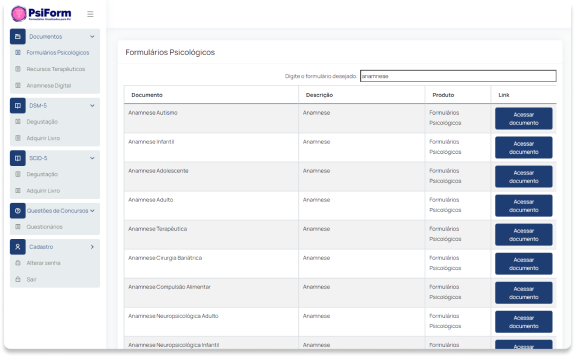 PsiForm
Documentos
Formulários Psicológicos
Recursos Terapêuticos
Anamnese Digital
DSM-5
Degustação
Adquirir Livro
SCID-5
Degustação
Adquirir Livro
Questões de Concursos
Questionários
Cadastro
Alterar senha
Sair
Formulários Psicológicos
Digite o formulário desejado: anamnese
Documento Descrição Produto Link
Anamnese Autismo Anamnese Formulários Psicológicos Acessar documento
Anamnese Infantil Anamnese Formulários Psicológicos Acessar documento
Anamnese Adolescente Anamnese Formulários Psicológicos Acessar documento
Anamnese Adulto Anamnese Formulários Psicológicos Acessar documento
Anamnese Terapêutica Anamnese Formulários Psicológicos Acessar documento
Anamnese Cirurgia Bariátrica Anamnese Formulários Psicológicos Acessar documento
Anamnese Compulsão Alimentar Anamnese Formulários Psicológicos Acessar documento
Anamnese Neuropsicológica Adulto Anamnese Formulários Psicológicos Acessar documento
Anamnese Neuropsicológica Infantil Anamnese Formulários Acessar